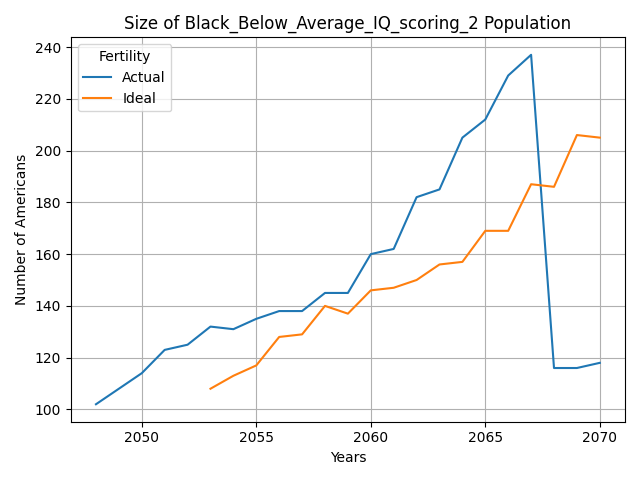 Size of Black_Below_Average_IQ_scoring_2 Population
Fertility
Actual
Ideal
Number of Americans
240
220
200
180
160
140
120
100
2050 2055 2060 2065 2070
Years